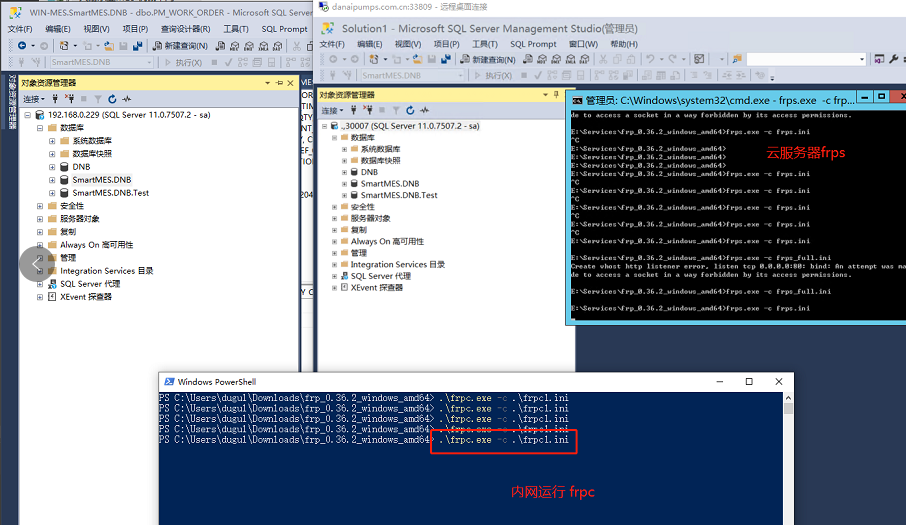 WIN-MES.SmartMES.DNB - dbo.PM_WORK_ORDER - Microsoft SQL Server
文件(F) 编辑(E) 视图(V) 项目(P) 查询设计器(R) 工具(T) SQL Prompt
新建查询(N)
SmartMES.DNB 执行(X)
对象资源管理器
连接
192.168.0.229 (SQL Server 11.0.7507.2 - sa)
数据库
系统数据库
数据库快照
DNB
SmartMES.DNB
SmartMES.DNB.Test
安全性
服务器对象
复制
Always On 高可用性
管理
Integration Services 目录
SQL Server 代理
XEvent 探查器
danaipumps.com.cn:33809 - 远程桌面连接
Solution1 - Microsoft SQL Server Management Studio(管理员)
文件(F) 编辑(E) 视图(V) 项目(P) 工具(T) SQL Prompt 窗口(W) 帮助(H)
新建查询(N)
SmartMES.DNB 执行(X)
对象资源管理器
连接
.,30007 (SQL Server 11.0.7507.2 - sa)
数据库
系统数据库
数据库快照
DNB
SmartMES.DNB
SmartMES.DNB.Test
安全性
服务器对象
复制
Always On 高可用性
管理
Integration Services 目录
SQL Server 代理
XEvent 探查器
管理员: C:\Windows\system32\cmd.exe - frps.exe -c frp...
de to access a socket in a way forbidden by its access permissions.
E:\Services\frp_0.36.2_windows_amd64>frps.exe -c frps.ini
^C
E:\Services\frp_0.36.2_windows_amd64>
E:\Services\frp_0.36.2_windows_amd64>
E:\Services\frp_0.36.2_windows_amd64>frps.exe -c frps.ini
^C
E:\Services\frp_0.36.2_windows_amd64>frps.exe -c frps.ini
^C
E:\Services\frp_0.36.2_windows_amd64>frps.exe -c frps.ini
^C
E:\Services\frp_0.36.2_windows_amd64>frps.exe -c frps.ini
E:\Services\frp_0.36.2_windows_amd64>frps.exe -c frps_full.ini
Create vhost http listener error, listen tcp 0.0.0.0:80: bind: An attempt was ma
de to access a socket in a way forbidden by its access permissions.
E:\Services\frp_0.36.2_windows_amd64>frps.exe -c frps_full.ini
E:\Services\frp_0.36.2_windows_amd64>frps.exe -c frps.ini
云服务器frps
Windows PowerShell
PS C:\Users\dugul\Downloads\frp_0.36.2_windows_amd64> .\frpc.exe -c .\frpc1.ini
PS C:\Users\dugul\Downloads\frp_0.36.2_windows_amd64> .\frpc.exe -c .\frpc1.ini
PS C:\Users\dugul\Downloads\frp_0.36.2_windows_amd64> .\frpc.exe -c .\frpc1.ini
PS C:\Users\dugul\Downloads\frp_0.36.2_windows_amd64> .\frpc.exe -c .\frpc1.ini
PS C:\Users\dugul\Downloads\frp_0.36.2_windows_amd64> .\frpc.exe -c .\frpc1.ini
内网运行 frpc